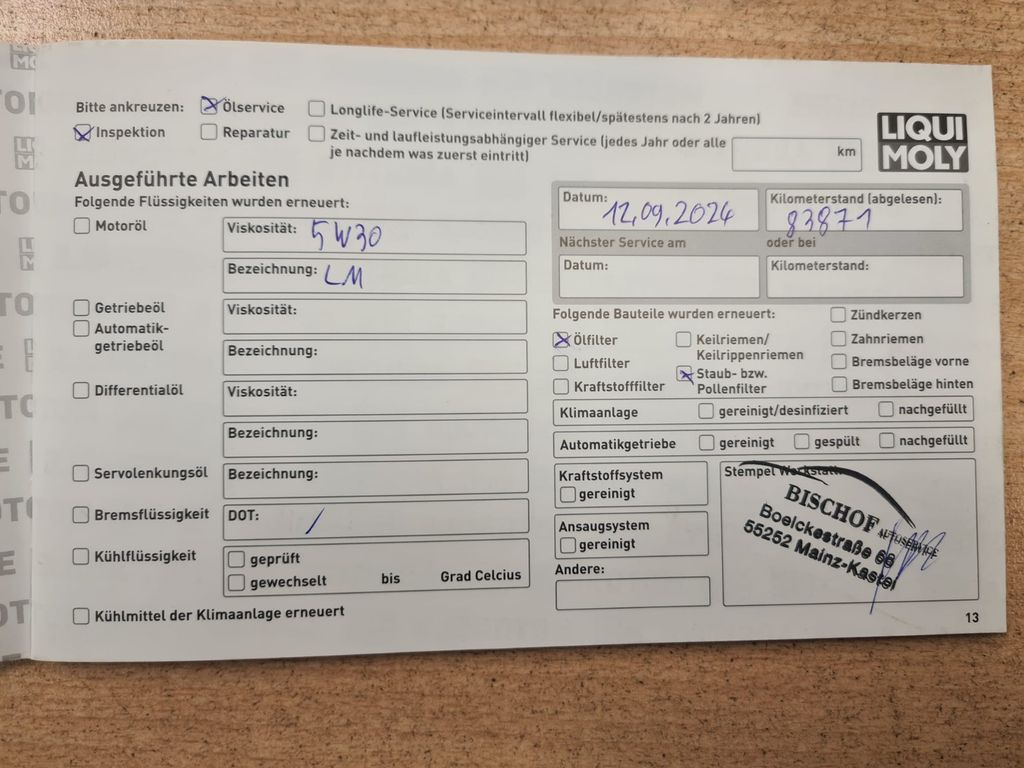 Bitte ankreuzen: Ölservice Longlife-Service (Serviceintervall flexibel/spätestens nach 2 Jahren)
Inspektion Reparatur Zeit- und laufleistungsabhängiger Service (jedes Jahr oder alle km
je nachdem was zuerst eintritt)
LIQUI
MOLY
Ausgeführte Arbeiten
Folgende Flüssigkeiten wurden erneuert:
Motoröl Viskosität: 5W30
Bezeichnung: LM
Getriebeöl Viskosität:
Automatik-
getriebeöl
Bezeichnung:
Differentialöl Viskosität:
Bezeichnung:
Servolenkungsöl Bezeichnung:
Bremsflüssigkeit DOT: /
Kühlflüssigkeit geprüft
gewechselt bis Grad Celcius
Kühlmittel der Klimaanlage erneuert
Datum: 12.09.2024 Kilometerstand (abgelesen): 83871
Nächster Service am oder bei
Datum: Kilometerstand:
Folgende Bauteile wurden erneuert: Zündkerzen
Ölfilter Keilriemen/ Zahnriemen
Keilrippenriemen
Luftfilter Staub- bzw. Bremsbeläge vorne
Kraftstofffilter Pollenfilter Bremsbeläge hinten
Klimaanlage gereinigt/desinfiziert nachgefüllt
Automatikgetriebe gereinigt gespült nachgefüllt
Kraftstoffsystem
gereinigt
Ansaugsystem
gereinigt
Andere:
Stempel Werkstatt
BISCHOF AUTOSERVICE
Boelckestraße 66
55252 Mainz-Kastel
13